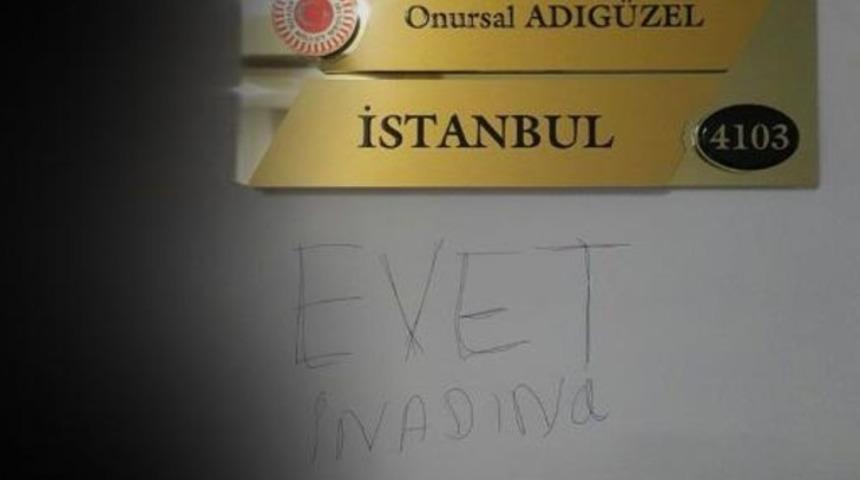 Onursal ADIGÜZEL
İSTANBUL
4103
EVET
İNADINa